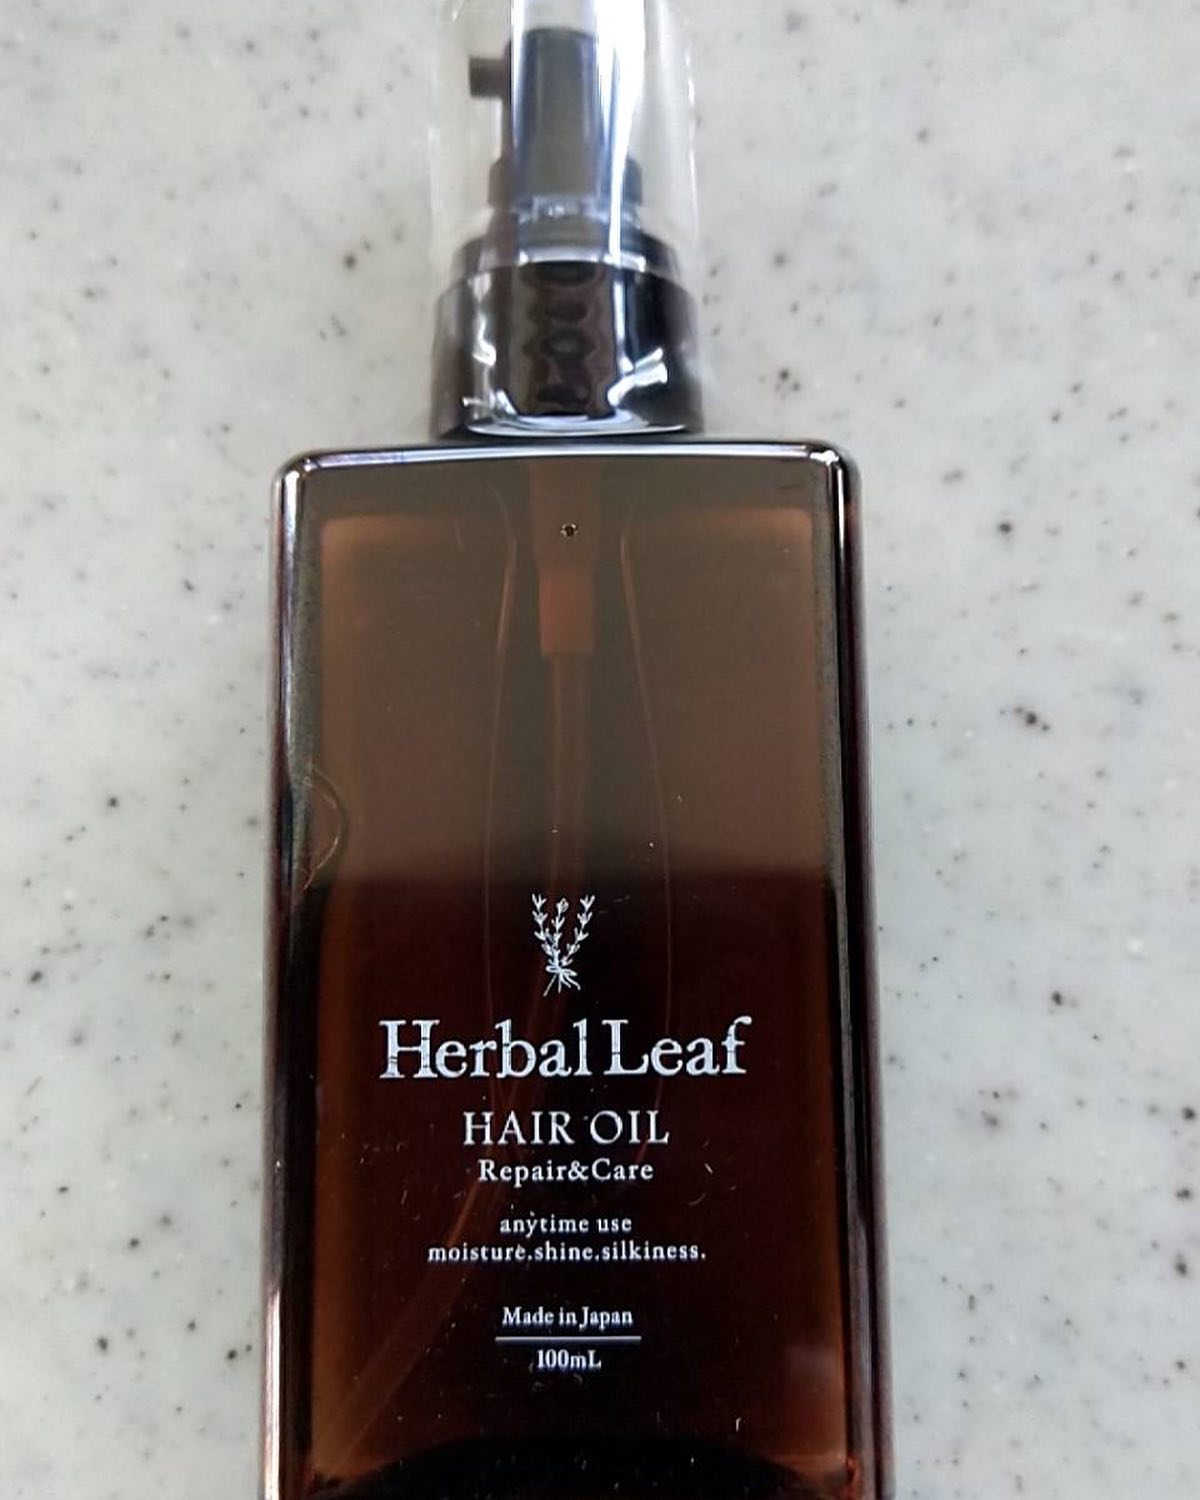 Herbal Leaf
HAIR OIL
Repair&Care
anytime use
moisture.shine.silkiness.
Made in Japan
100mL